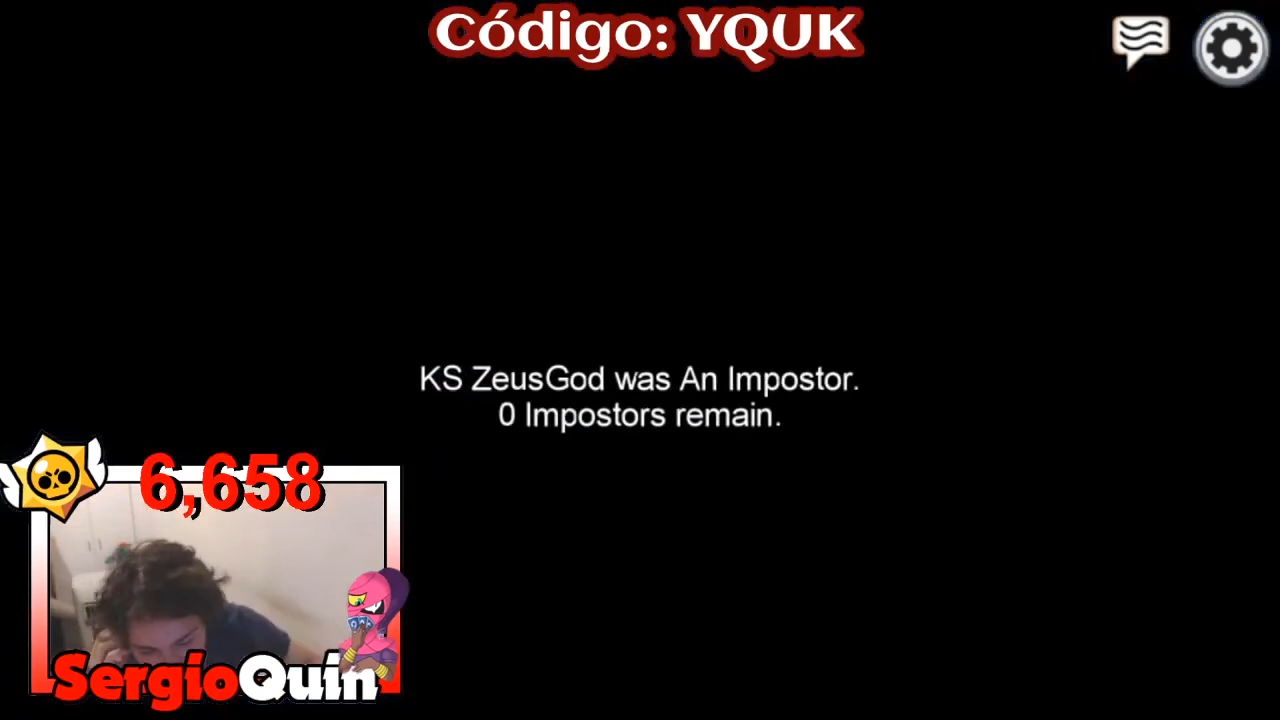 Código: YQUK
KS ZeusGod was An Impostor.
0 Impostors remain.
6,658
SergioQuin